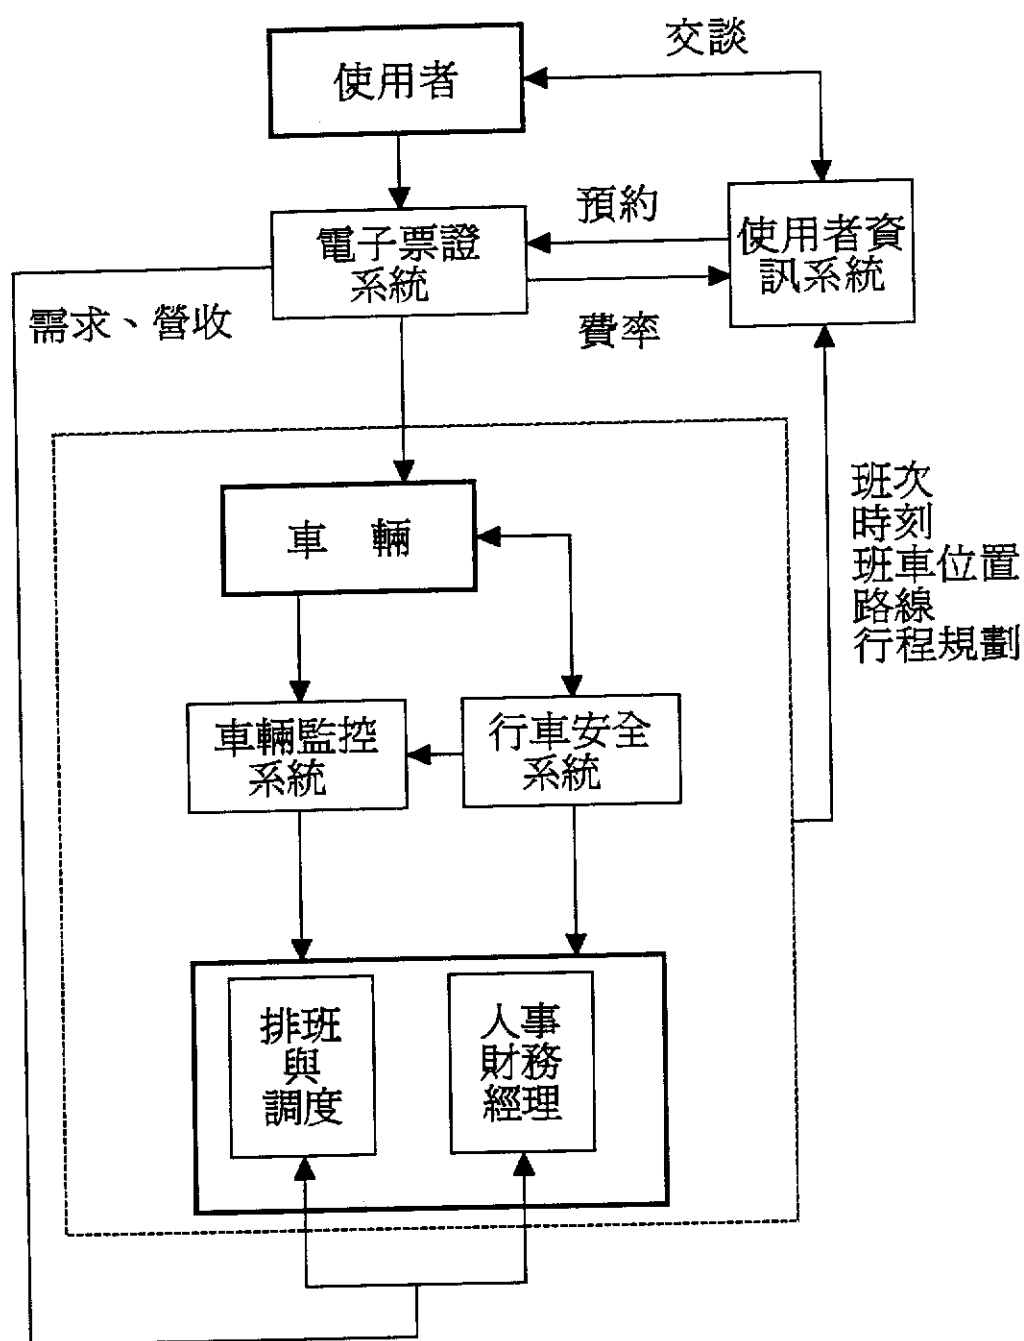 交談
使用者
預約
使用者資
訊系統
電子票證
系統
需求、營收
費率
車 輛
班次
時刻
班車位置
路線
行程規劃
車輛監控
系統
行車安全
系統
排班
與
調度
人事
財務
經理